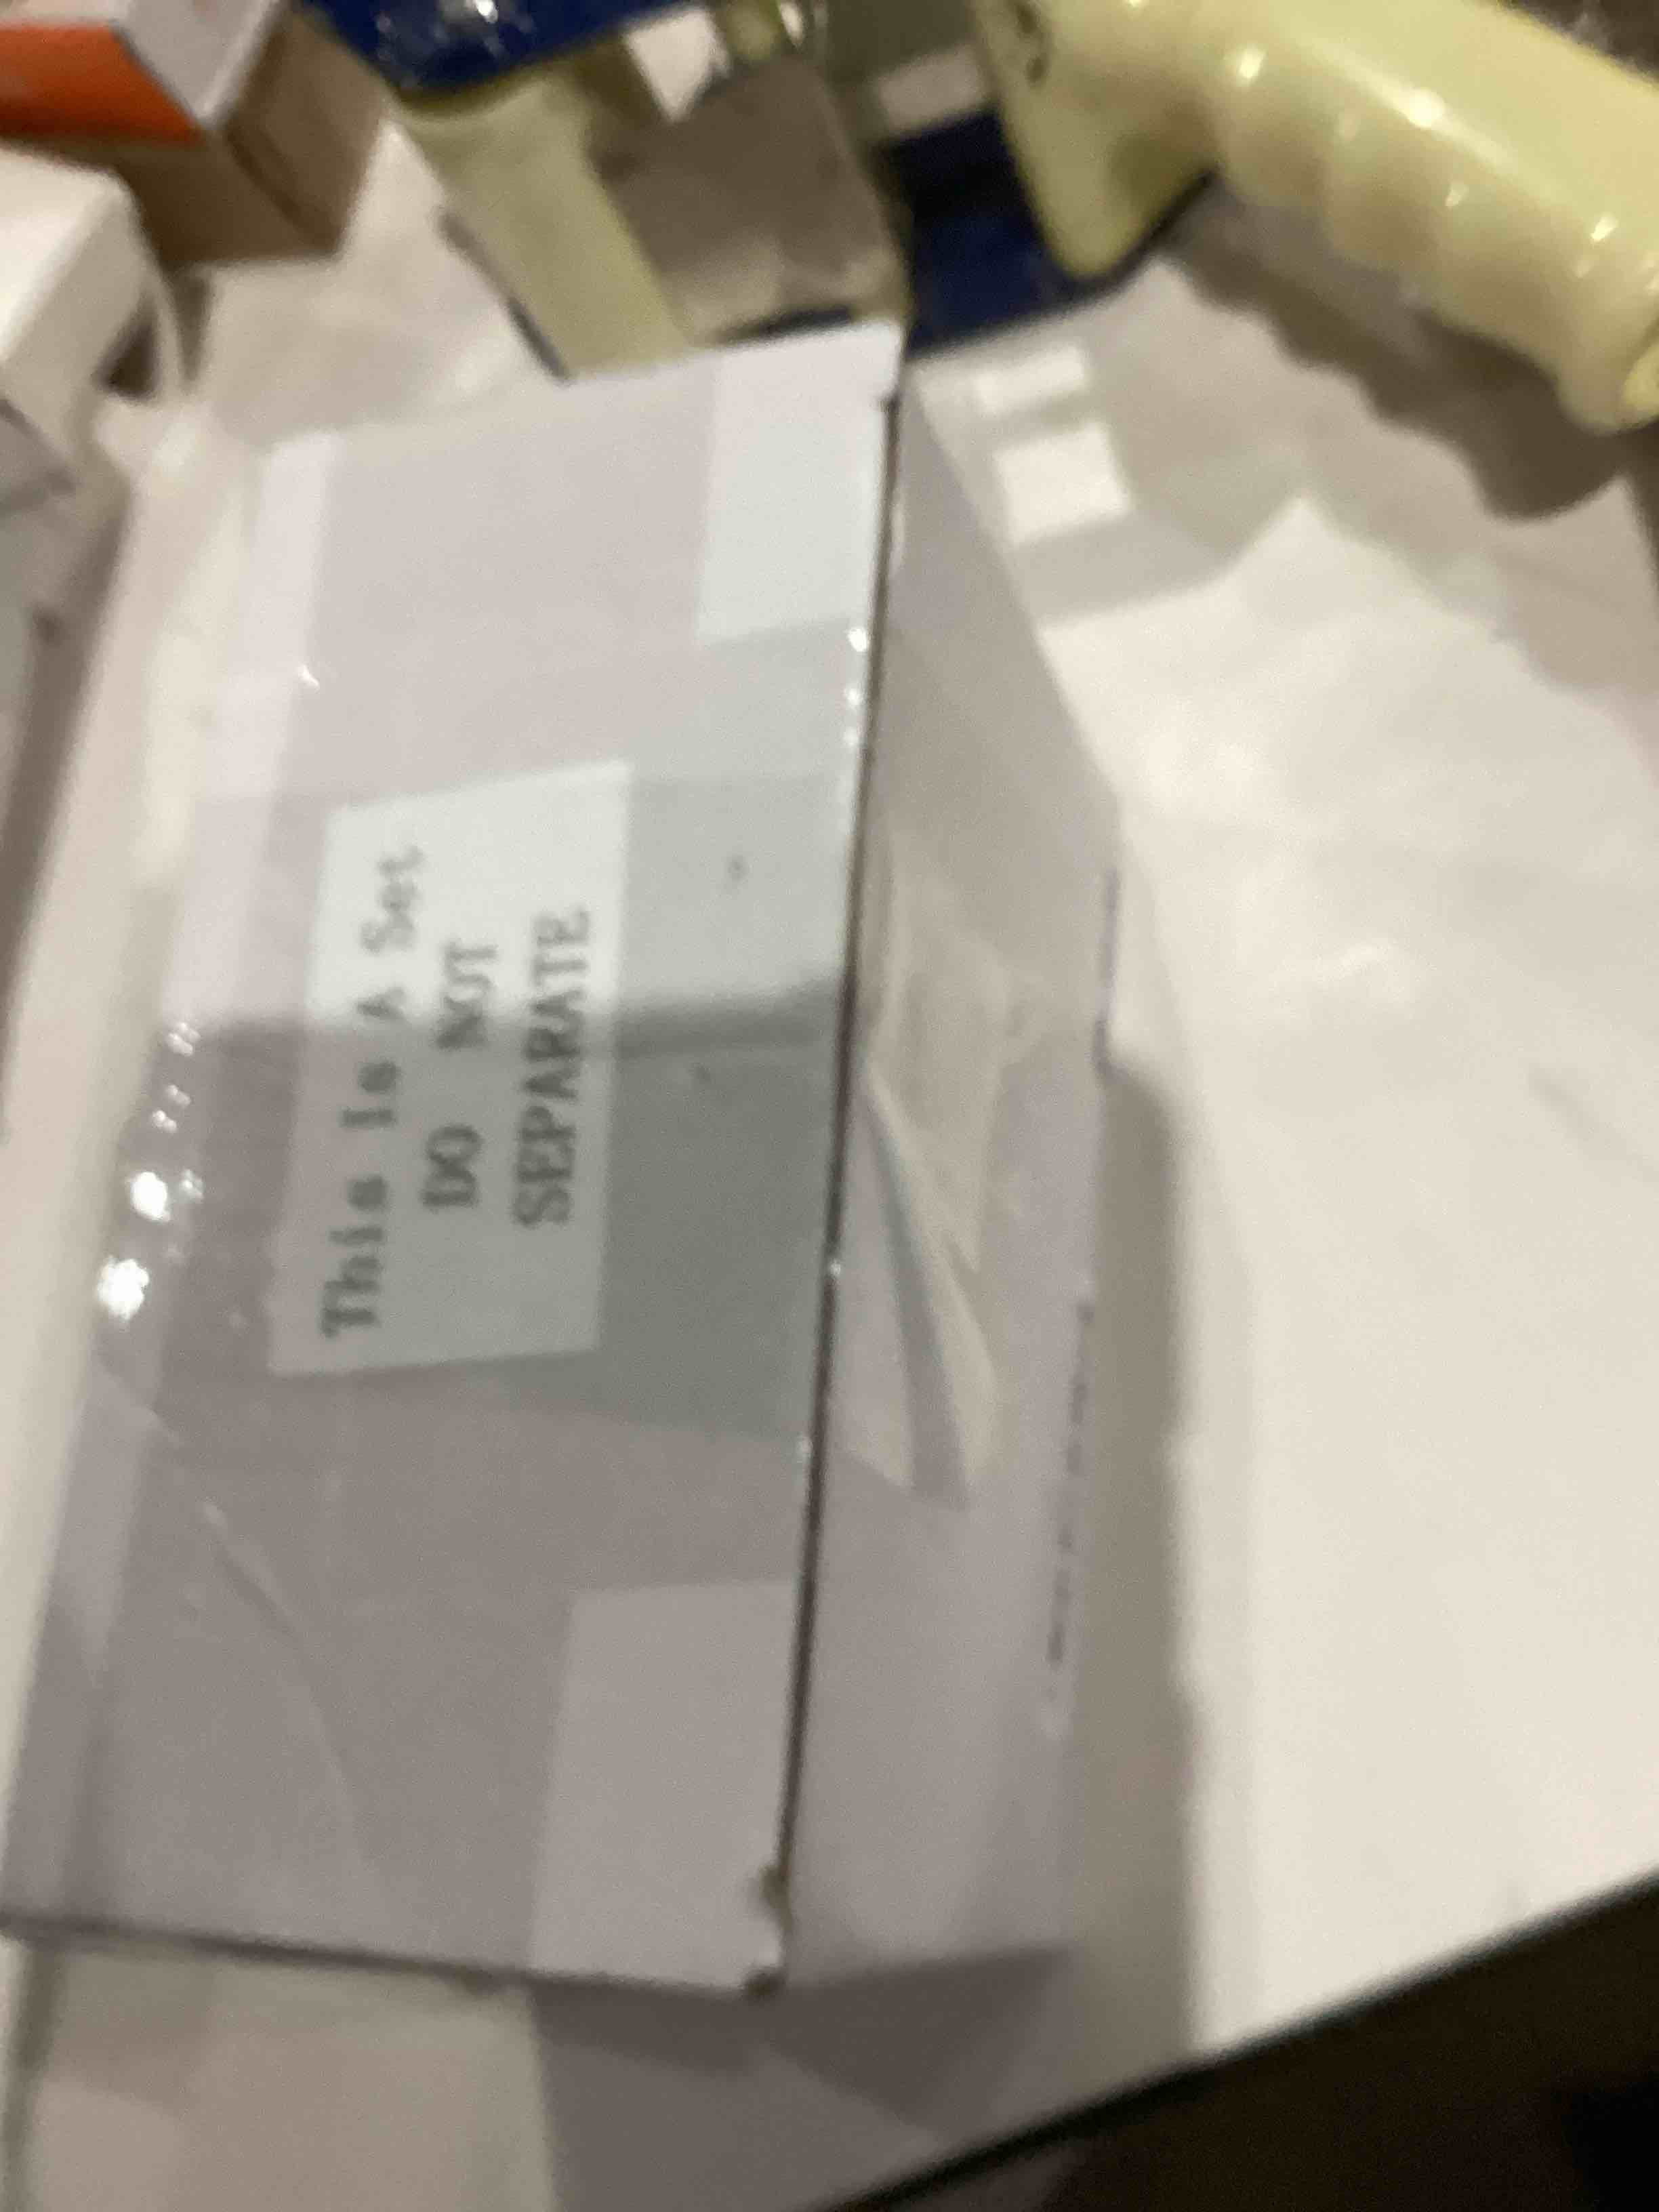 This Is A Set
DO NOT
SEPARATE